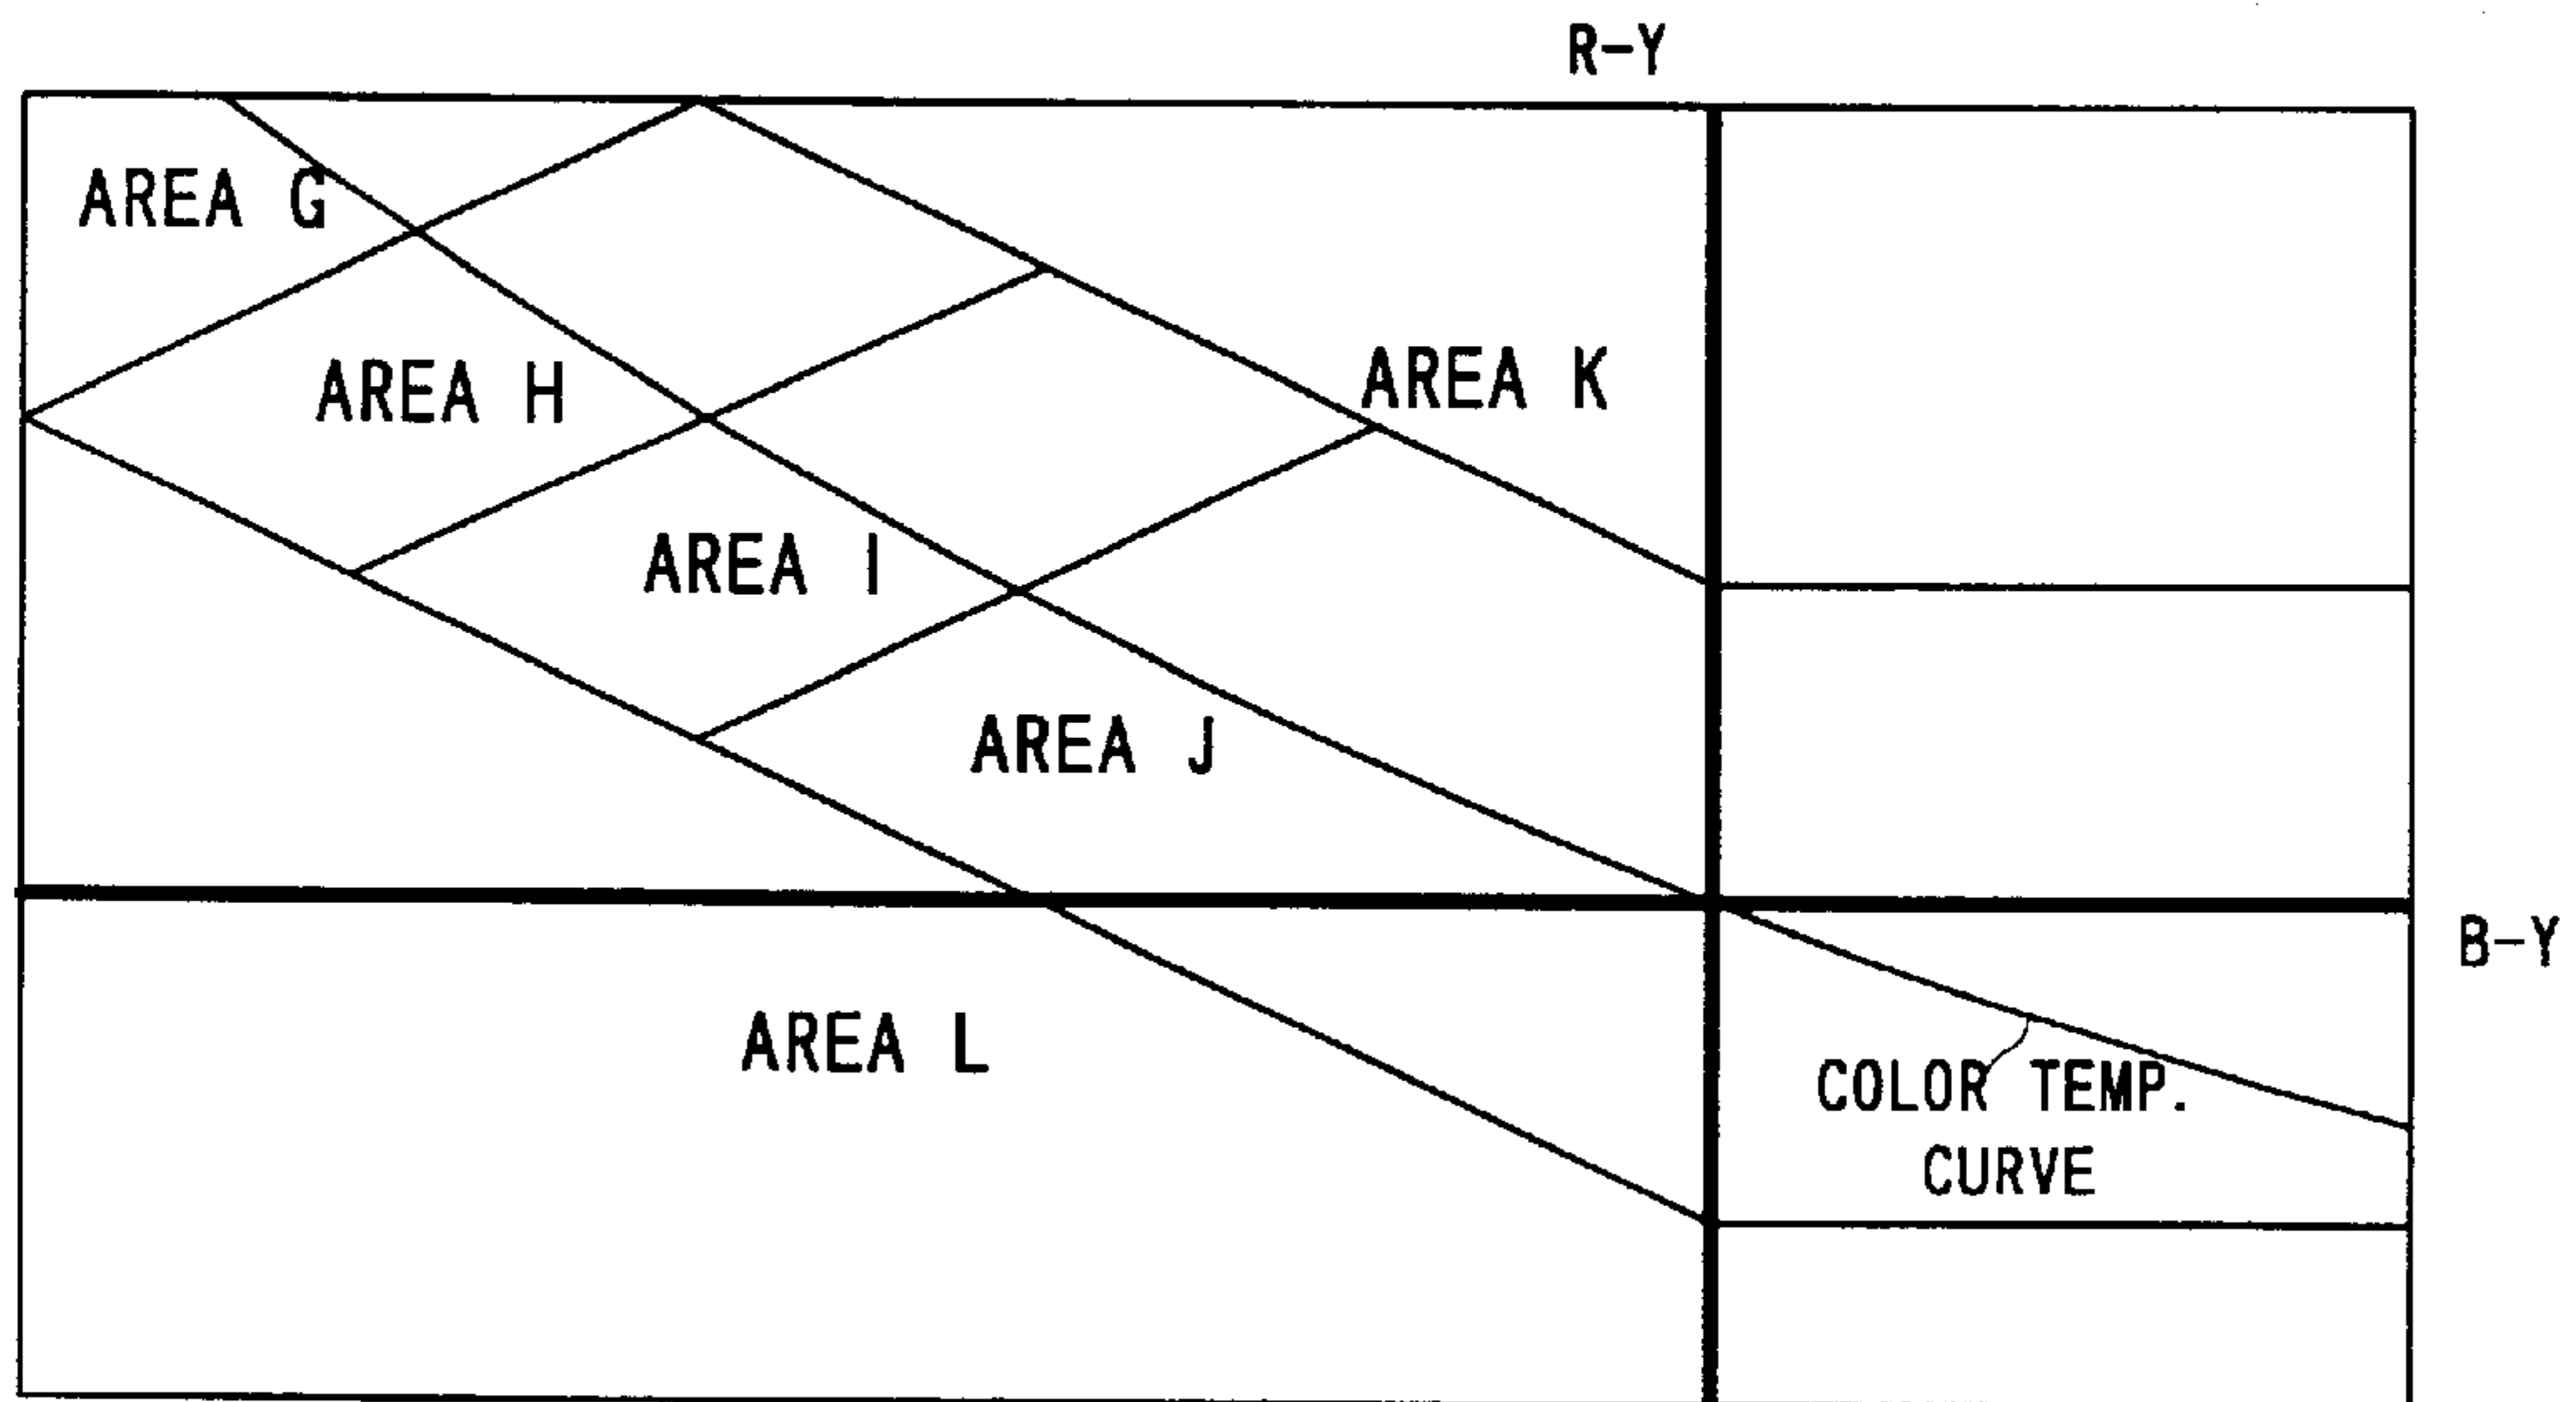 R-Y
AREA G
AREA H
AREA K
AREA I
AREA J
B-Y
AREA L
COLOR TEMP.
CURVE